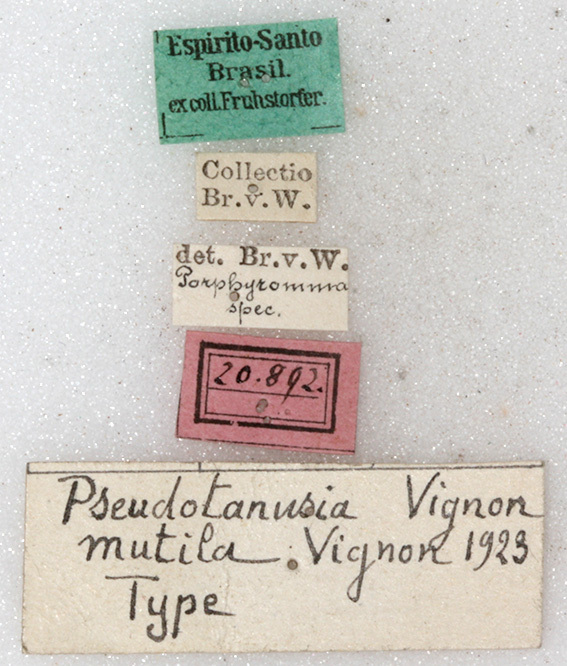 Espirito-Santo
Brasil.
ex coll. Fruhstorfer.
Collectio
Br.v.W.
det. Br.v.W.
Porphyromma
spec.
20.892.
Pseudotanusia Vignon
mutila. Vignon 1923
Type